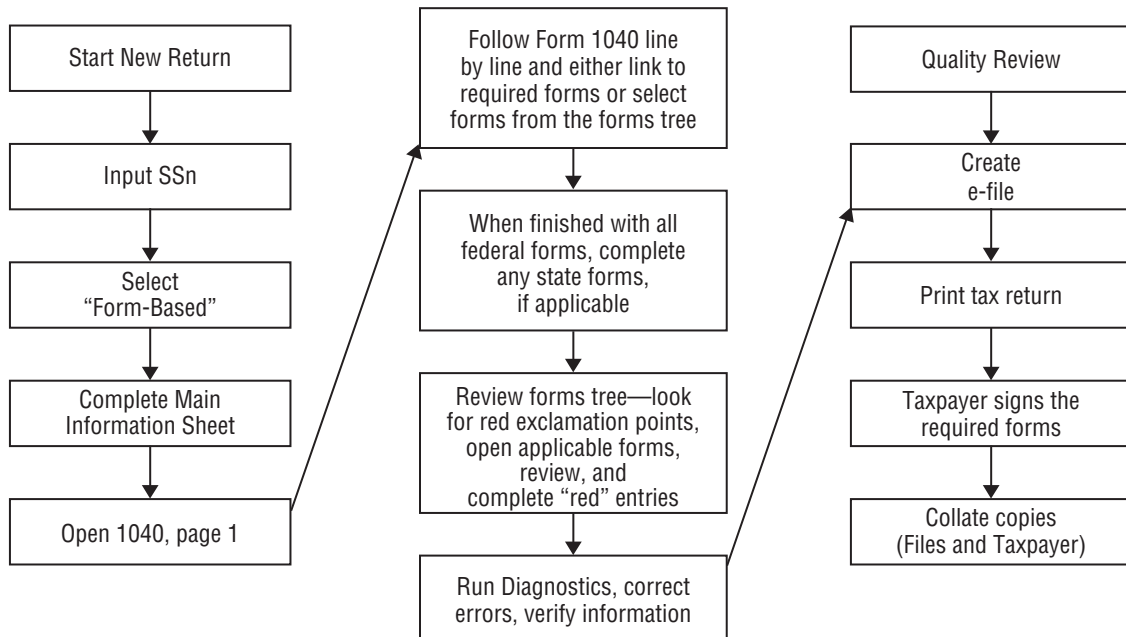 Start New Return
Input SSn
Select
“Form-Based”
Complete Main
Information Sheet
Open 1040, page 1
Follow Form 1040 line
by line and either link to
required forms or select
forms from the forms tree
When finished with all
federal forms, complete
any state forms,
if applicable
Review forms tree—look
for red exclamation points,
open applicable forms,
review, and
complete “red” entries
Run Diagnostics, correct
errors, verify information
Quality Review
Create
e-file
Print tax return
Taxpayer signs the
required forms
Collate copies
(Files and Taxpayer)